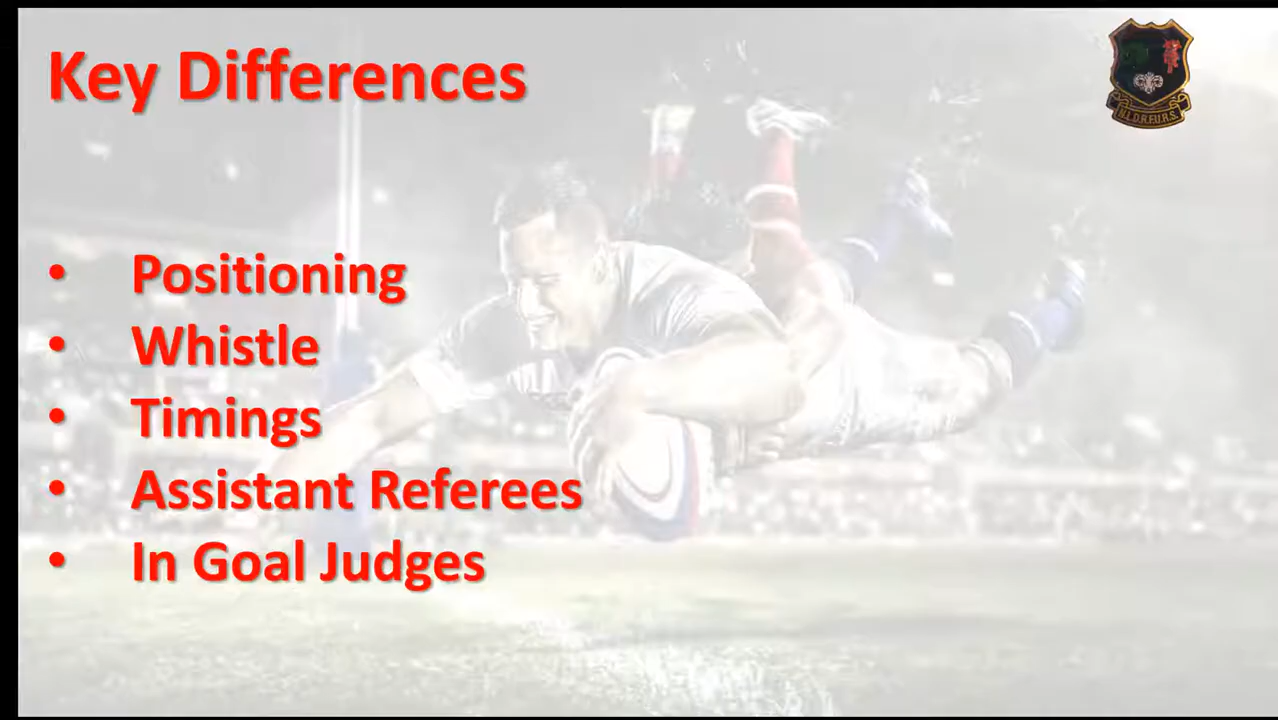 Key Differences
N.L.D.R.F.U.R.S.
• Positioning
• Whistle
• Timings
• Assistant Referees
• In Goal Judges